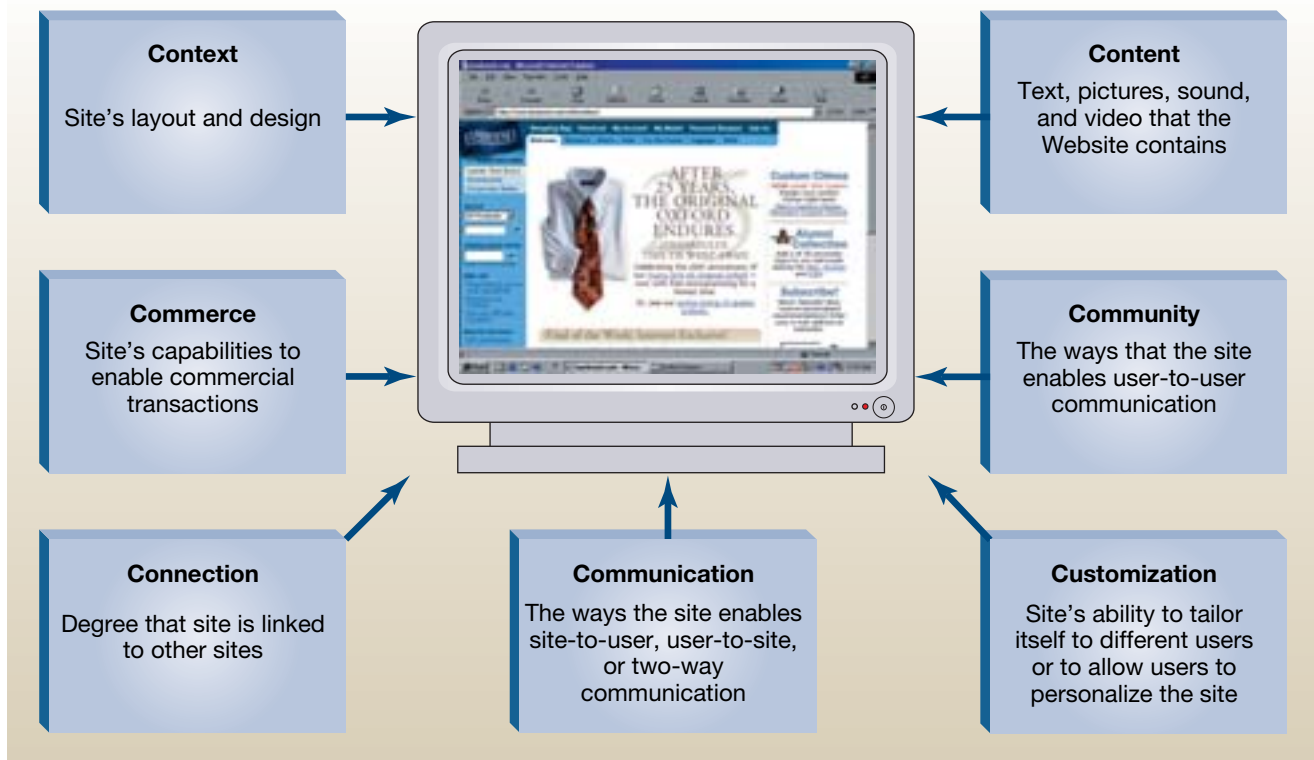 Context
Site's layout and design
Content
Text, pictures, sound,
and video that the
Website contains
AFTER
25 YEARS,
THE ORIGINAL
OXFORD
ENDURES.
Custom Chinos
Alumni
Collection
Subscribe!
Commerce
Site's capabilities to
enable commercial
transactions
Community
The ways that the site
enables user-to-user
communication
Connection
Degree that site is linked
to other sites
Communication
The ways the site enables
site-to-user, user-to-site,
or two-way
communication
Customization
Site's ability to tailor
itself to different users
or to allow users to
personalize the site